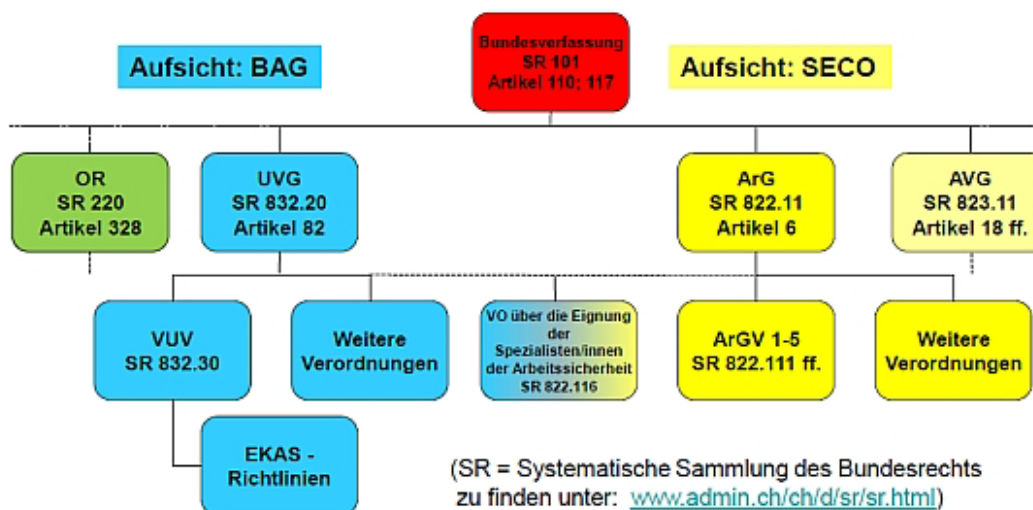 Aufsicht: BAG
Bundesverfassung
SR 101
Artikel 110; 117
Aufsicht: SECO
OR
SR 220
Artikel 328
UVG
SR 832.20
Artikel 82
ArG
SR 822.11
Artikel 6
AVG
SR 823.11
Artikel 18 ff.
VUV
SR 832.30
Weitere
Verordnungen
VO über die Eignung
der
Spezialisten/innen
der Arbeitssicherheit
SR 822.116
ArGV 1-5
SR 822.111 ff.
Weitere
Verordnungen
EKAS -
Richtlinien
(SR = Systematische Sammlung des Bundesrechts
zu finden unter: www.admin.ch/ch/d/sr/sr.html)